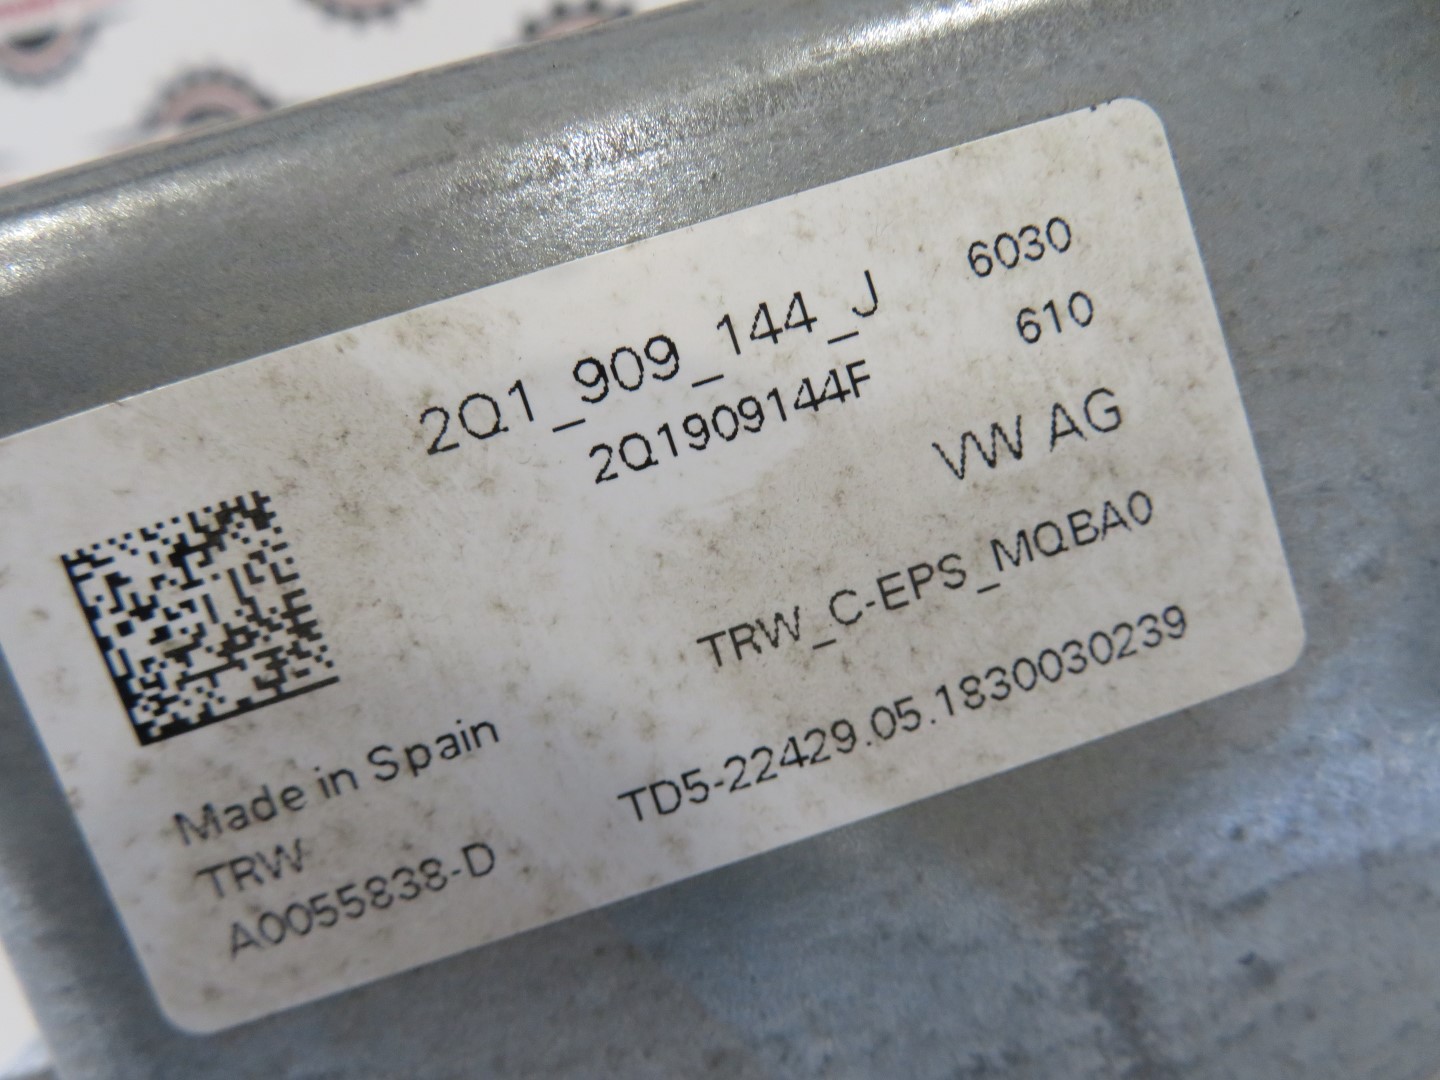 2Q1_909_144_J 6030
2Q1909144F 610
VW AG
TRW_C-EPS_MQBA0
Made in Spain
TRW
TD5-22429.05.1830030239
A0055838-D